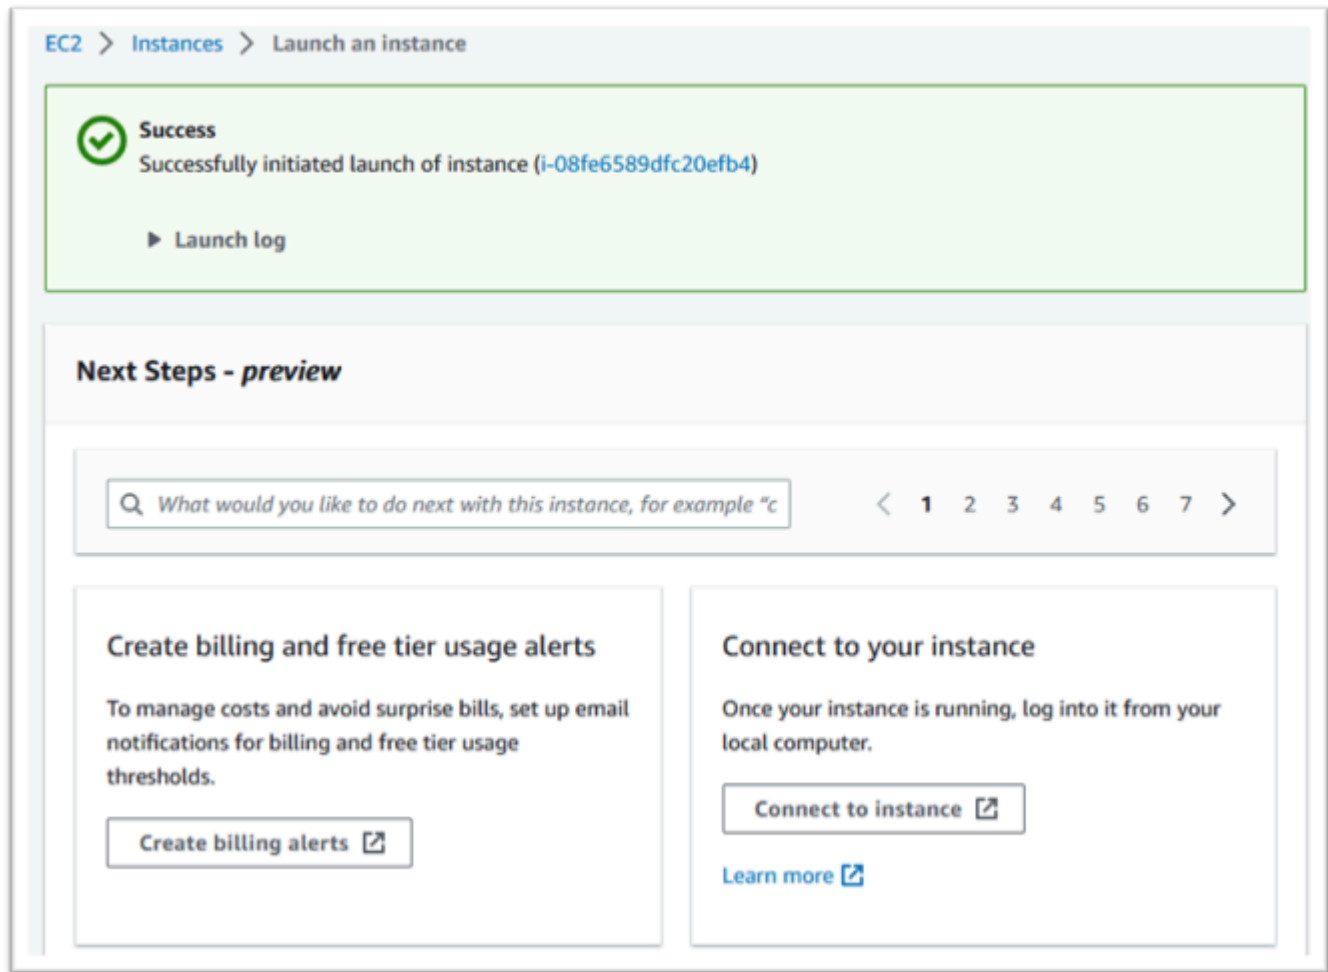 EC2 > Instances > Launch an instance
Success
Successfully initiated launch of instance (i-08fe6589dfc20efb4)
Launch log
Next Steps - preview
What would you like to do next with this instance, for example "c
1 2 3 4 5 6 7
Create billing and free tier usage alerts
To manage costs and avoid surprise bills, set up email
notifications for billing and free tier usage
thresholds.
Create billing alerts
Connect to your instance
Once your instance is running, log into it from your
local computer.
Connect to instance
Learn more